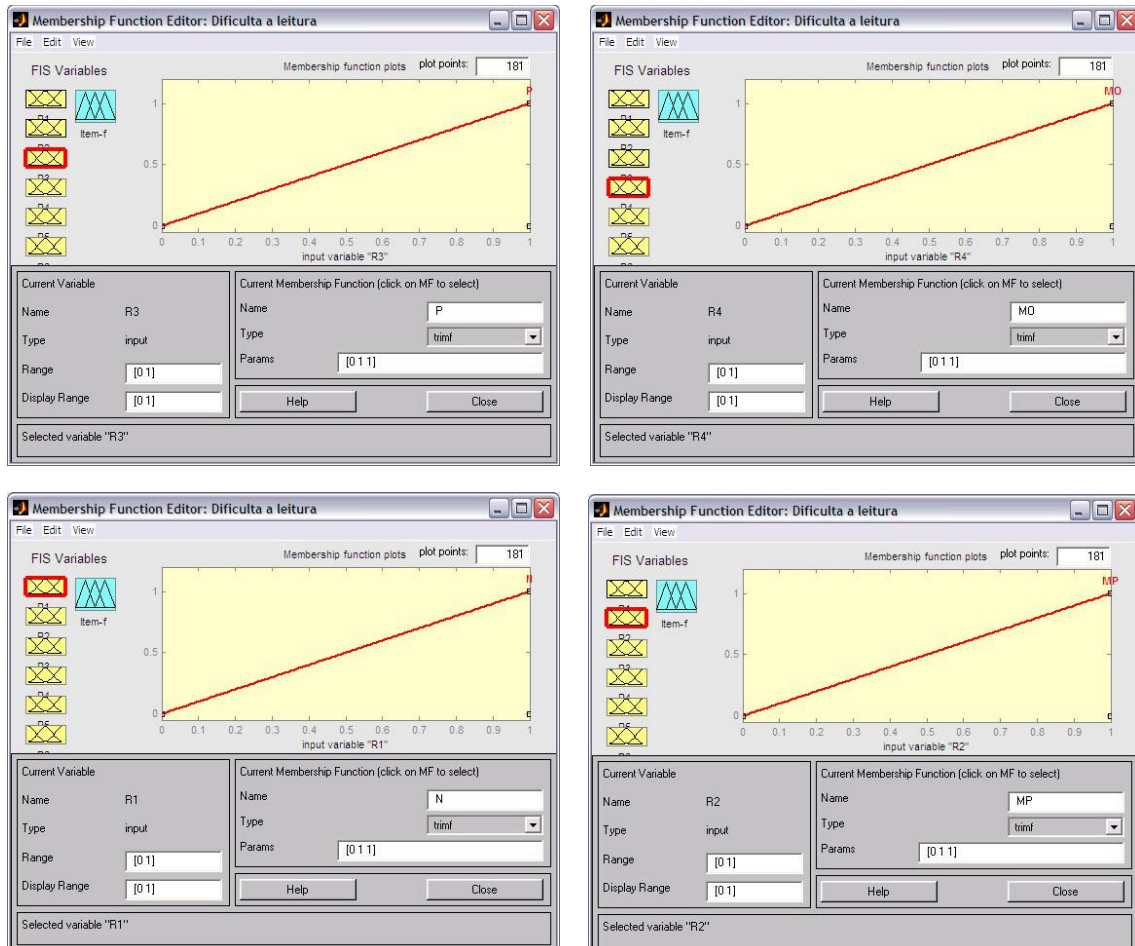 Membership Function Editor: Dificulta a leitura
File Edit View
FIS Variables
Membership function plots plot points: 181
P
1
Item-f
0.5
0
0 0.1 0.2 0.3 0.4 0.5 0.6 0.7 0.8 0.9 1
input variable "R3"
Current Variable
Name R3
Type input
Range [0 1]
Display Range [0 1]
Current Membership Function (click on MF to select)
Name P
Type trimf
Params [0 1 1]
Help Close
Selected variable "R3"
Membership Function Editor: Dificulta a leitura
File Edit View
FIS Variables
Membership function plots plot points: 181
MO
1
Item-f
0.5
0
0 0.1 0.2 0.3 0.4 0.5 0.6 0.7 0.8 0.9 1
input variable "R4"
Current Variable
Name R4
Type input
Range [0 1]
Display Range [0 1]
Current Membership Function (click on MF to select)
Name MO
Type trimf
Params [0 1 1]
Help Close
Selected variable "R4"
Membership Function Editor: Dificulta a leitura
File Edit View
FIS Variables
Membership function plots plot points: 181
N
1
Item-f
0.5
0
0 0.1 0.2 0.3 0.4 0.5 0.6 0.7 0.8 0.9 1
input variable "R1"
Current Variable
Name R1
Type input
Range [0 1]
Display Range [0 1]
Current Membership Function (click on MF to select)
Name N
Type trimf
Params [0 1 1]
Help Close
Selected variable "R1"
Membership Function Editor: Dificulta a leitura
File Edit View
FIS Variables
Membership function plots plot points: 181
MP
1
Item-f
0.5
0
0 0.1 0.2 0.3 0.4 0.5 0.6 0.7 0.8 0.9 1
input variable "R2"
Current Variable
Name R2
Type input
Range [0 1]
Display Range [0 1]
Current Membership Function (click on MF to select)
Name MP
Type trimf
Params [0 1 1]
Help Close
Selected variable "R2"